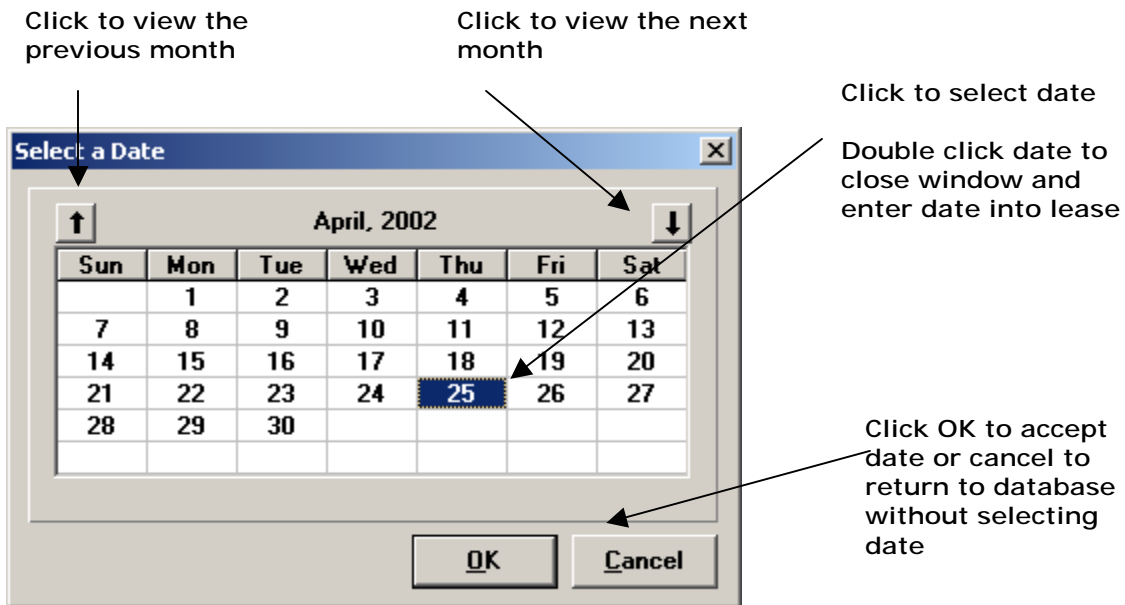 Click to view the
previous month
Click to view the next
month
Click to select date
Double click date to
close window and
enter date into lease
Select a Date
April, 2002
Sun Mon Tue Wed Thu Fri Sat
1 2 3 4 5 6
7 8 9 10 11 12 13
14 15 16 17 18 19 20
21 22 23 24 25 26 27
28 29 30
Click OK to accept
date or cancel to
return to database
without selecting
date
OK Cancel